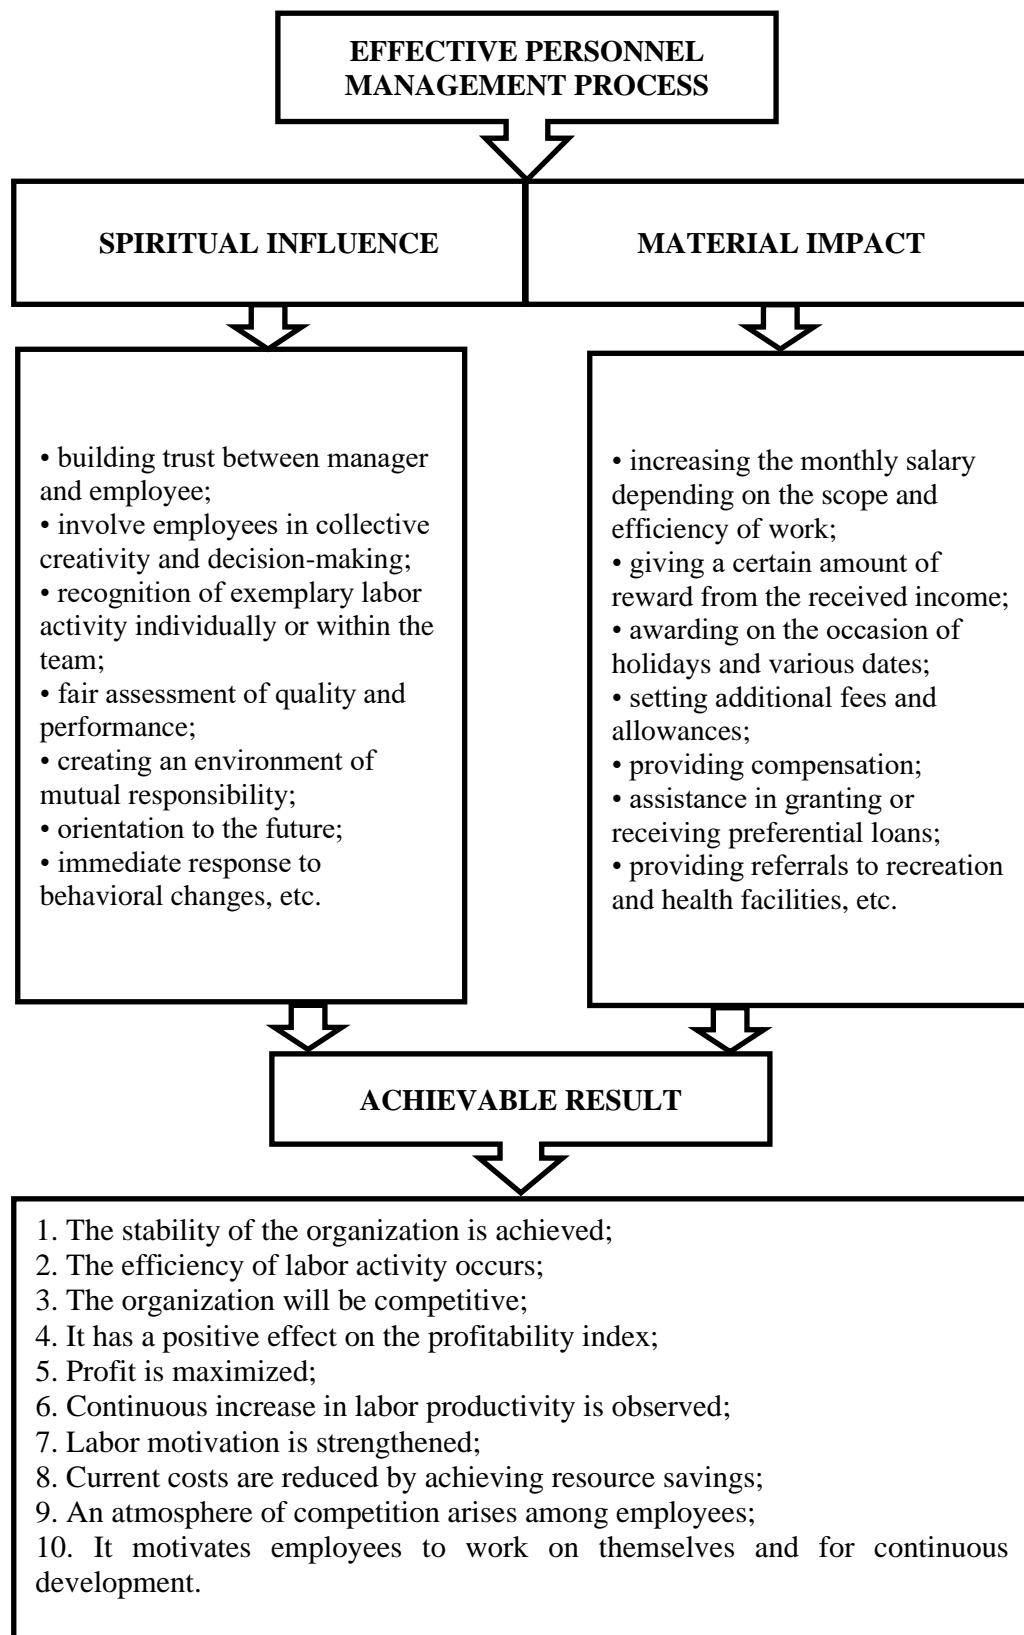 EFFECTIVE PERSONNEL
MANAGEMENT PROCESS
SPIRITUAL INFLUENCE
MATERIAL IMPACT
• building trust between manager
and employee;
• involve employees in collective
creativity and decision-making;
• recognition of exemplary labor
activity individually or within the
team;
• fair assessment of quality and
performance;
• creating an environment of
mutual responsibility;
• orientation to the future;
• immediate response to
behavioral changes, etc.
• increasing the monthly salary
depending on the scope and
efficiency of work;
• giving a certain amount of
reward from the received income;
• awarding on the occasion of
holidays and various dates;
• setting additional fees and
allowances;
• providing compensation;
• assistance in granting or
receiving preferential loans;
• providing referrals to recreation
and health facilities, etc.
ACHIEVABLE RESULT
1. The stability of the organization is achieved;
2. The efficiency of labor activity occurs;
3. The organization will be competitive;
4. It has a positive effect on the profitability index;
5. Profit is maximized;
6. Continuous increase in labor productivity is observed;
7. Labor motivation is strengthened;
8. Current costs are reduced by achieving resource savings;
9. An atmosphere of competition arises among employees;
10. It motivates employees to work on themselves and for continuous
development.